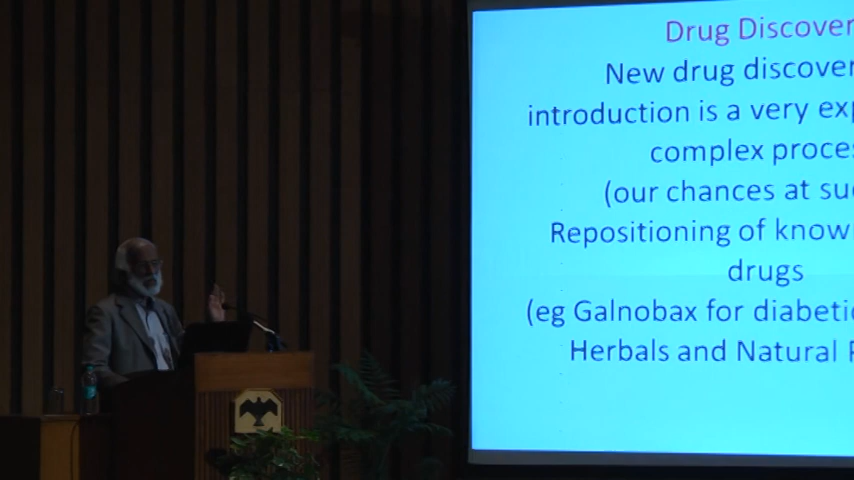 Drug Discover
New drug discover
introduction is a very exp
complex proces
(our chances at suc
Repositioning of know
drugs
(eg Galnobax for diabetic
Herbals and Natural P